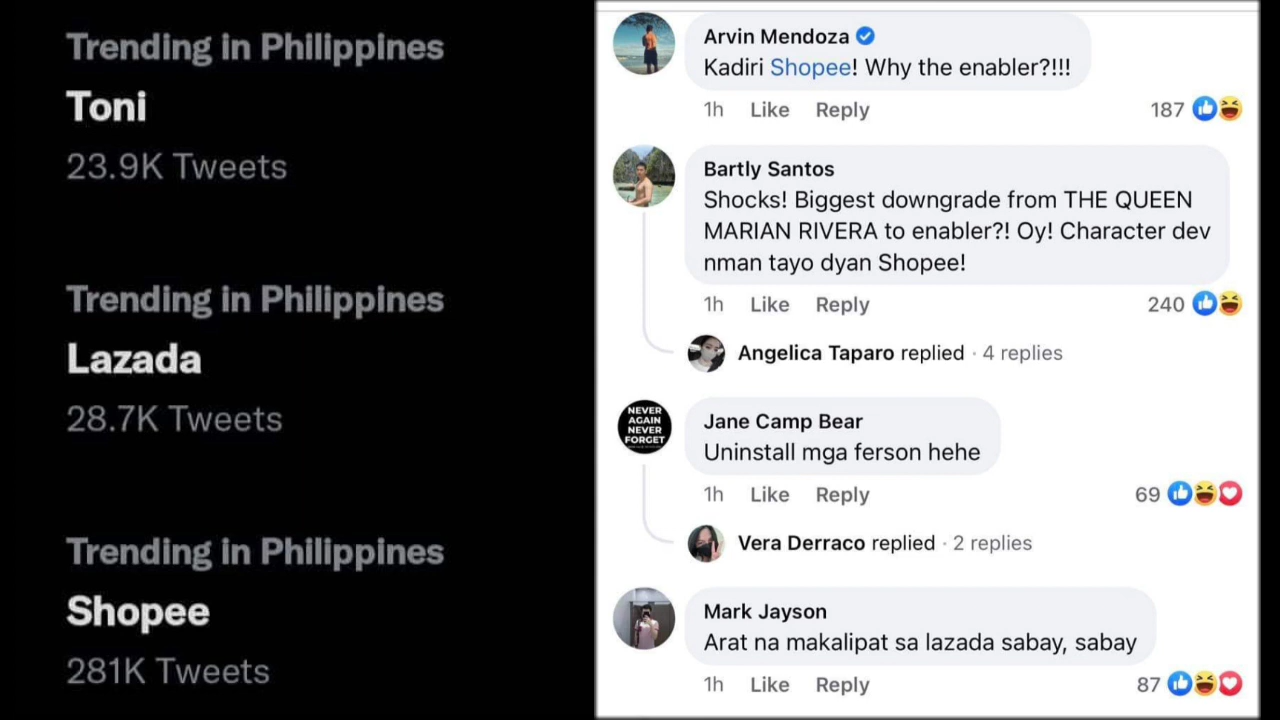 Trending in Philippines
Toni
23.9K Tweets
Trending in Philippines
Lazada
28.7K Tweets
Trending in Philippines
Shopee
281K Tweets
Arvin Mendoza
Kadiri Shopee! Why the enabler?!!!
1h Like Reply 187
Bartly Santos
Shocks! Biggest downgrade from THE QUEEN
MARIAN RIVERA to enabler?! Oy! Character dev
nman tayo dyan Shopee!
1h Like Reply 240
Angelica Taparo replied · 4 replies
NEVER
AGAIN
NEVER
FORGET
Jane Camp Bear
Uninstall mga ferson hehe
1h Like Reply 69
Vera Derraco replied · 2 replies
Mark Jayson
Arat na makalipat sa lazada sabay, sabay
1h Like Reply 87